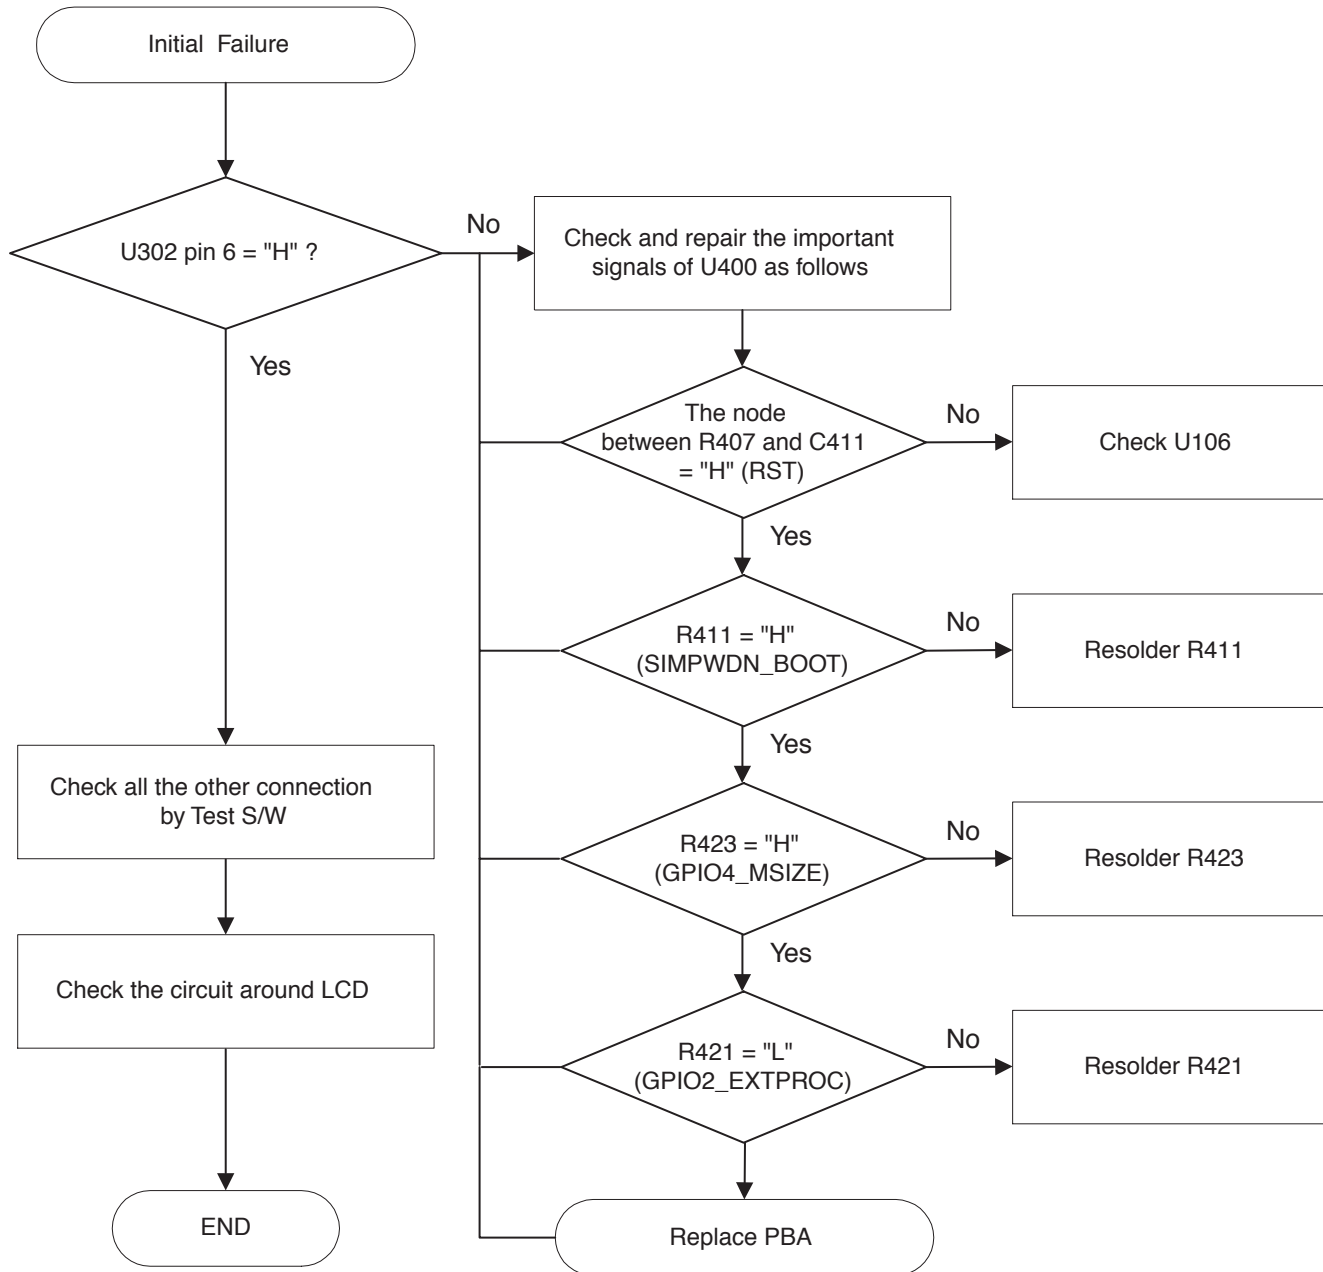 Initial Failure
U302 pin 6 = "H" ?
No
Check and repair the important
signals of U400 as follows
Yes
The node
between R407 and C411
= "H" (RST)
No
Check U106
Yes
R411 = "H"
(SIMPWDN_BOOT)
No
Resolder R411
Yes
Check all the other connection
by Test S/W
R423 = "H"
(GPIO4_MSIZE)
No
Resolder R423
Yes
Check the circuit around LCD
R421 = "L"
(GPIO2_EXTPROC)
No
Resolder R421
END
Replace PBA